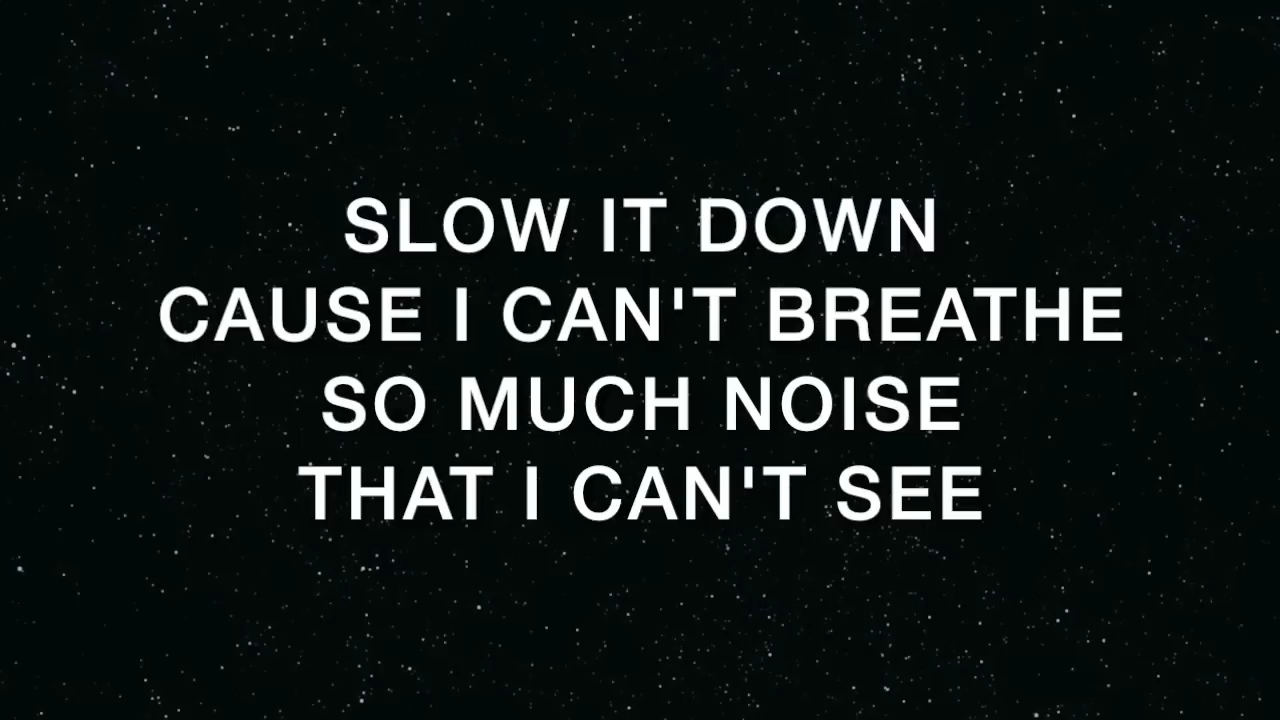 SLOW IT DOWN
CAUSE I CAN'T BREATHE
SO MUCH NOISE
THAT I CAN'T SEE